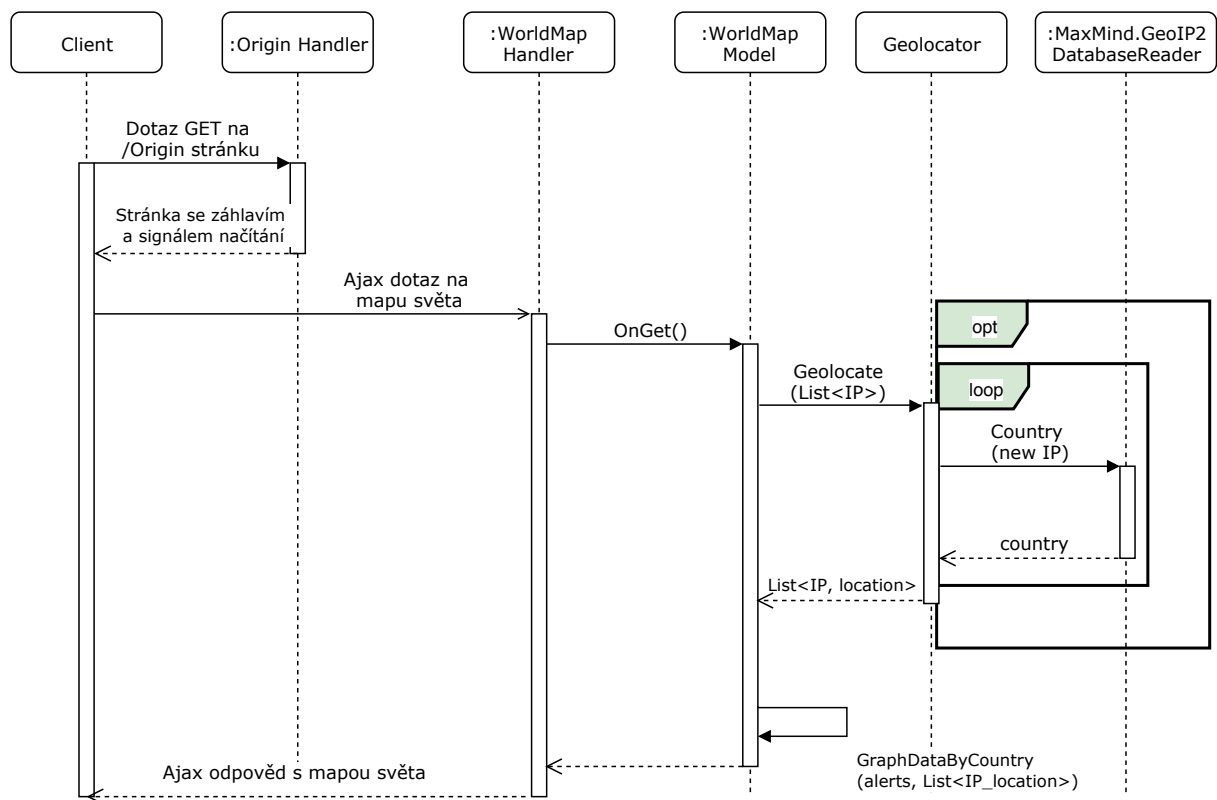 Client
:Origin Handler
:WorldMap
Handler
:WorldMap
Model
Geolocator
:MaxMind.GeoIP2
DatabaseReader
Dotaz GET na
/Origin stránku
Stránka se záhlavím
a signálem načítání
Ajax dotaz na
mapu světa
opt
OnGet()
Geolocate
(List<IP>)
loop
Country
(new IP)
country
List<IP, location>
GraphDataByCountry
(alerts, List<IP_location>)
Ajax odpověd s mapou světa